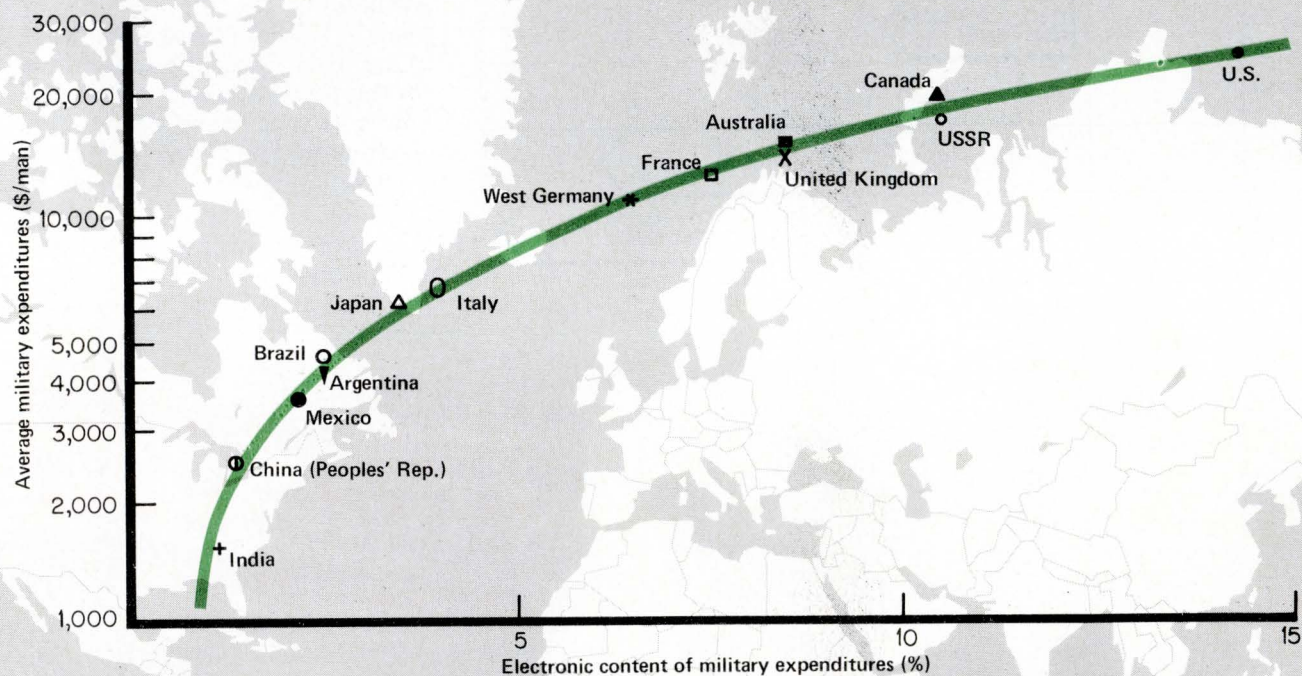 30,000
20,000
10,000
5,000
4,000
3,000
2,000
1,000
Average military expenditures ($/man)
U.S.
Canada
USSR
Australia
United Kingdom
France
West Germany
Italy
Japan
Brazil
Argentina
Mexico
China (Peoples' Rep.)
India
5
10
15
Electronic content of military expenditures (%)